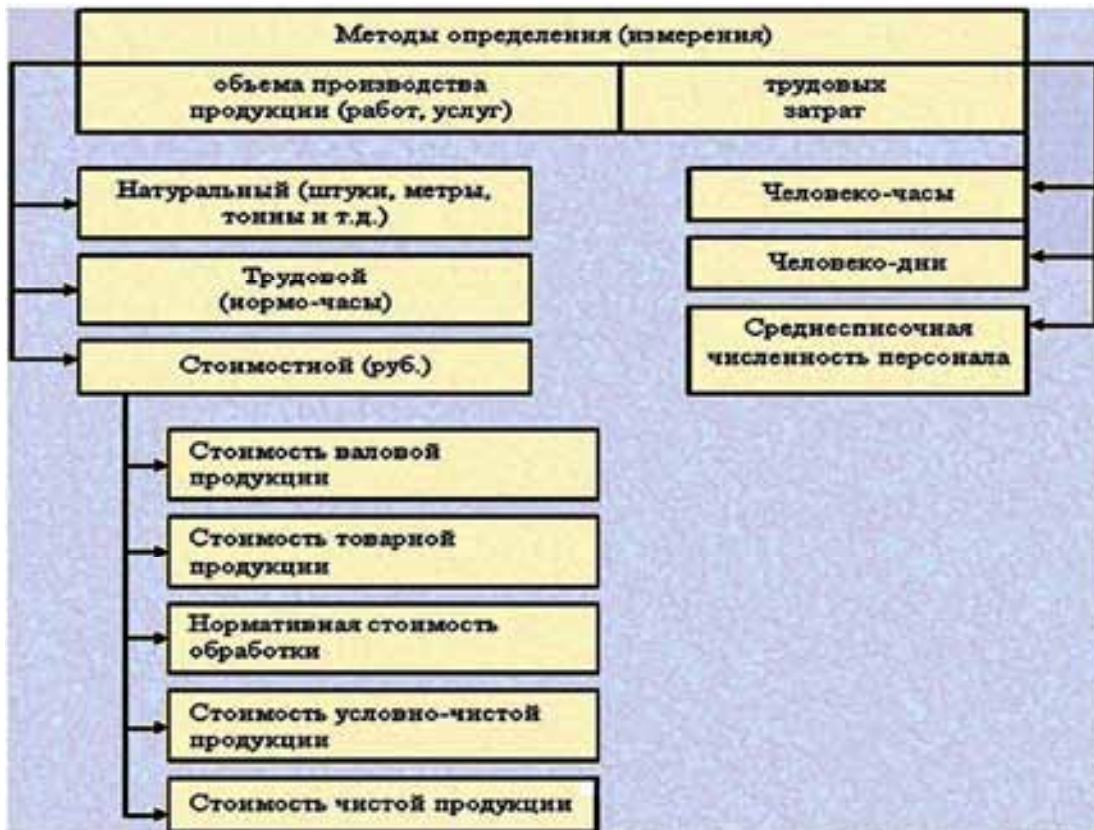 Методы определения (измерения)
объема производства
продукции (работ, услуг)
трудовых
затрат
Натуральный (штуки, метры,
тонны и т.д.)
Трудовой
(нормо-часы)
Стоимостной (руб.)
Стоимость валовой
продукции
Стоимость товарной
продукции
Нормативная стоимость
обработки
Стоимость условно-чистой
продукции
Стоимость чистой продукции
Человеко-часы
Человеко-дни
Среднесписочная
численность персонала